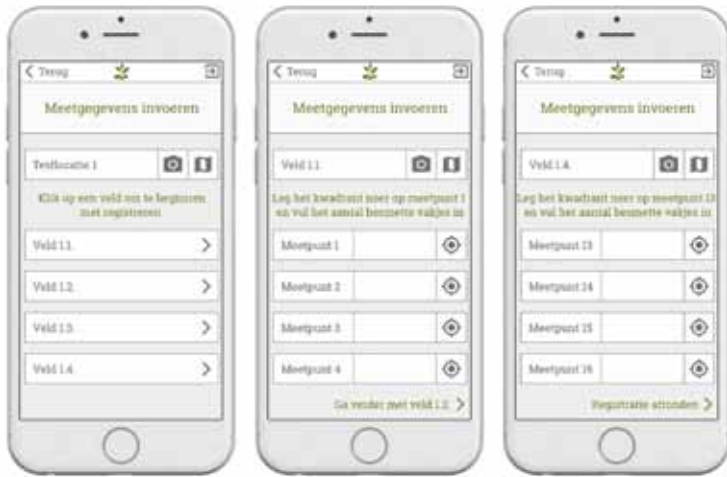 Terug
Meetgegevens invoeren
Testlocatie 1
Klik op een veld om te beginnen
met registreren
Veld 1.1.
Veld 1.2.
Veld 1.3.
Veld 1.4.
Terug
Meetgegevens invoeren
Veld 1.1.
Leg het kwadrant neer op meetpunt 1
en vul het aantal besmette vakjes in
Meetpunt 1
Meetpunt 2
Meetpunt 3
Meetpunt 4
Ga verder met veld 1.2.
Terug
Meetgegevens invoeren
Veld 1.4.
Leg het kwadrant neer op meetpunt 13
en vul het aantal besmette vakjes in
Meetpunt 13
Meetpunt 14
Meetpunt 15
Meetpunt 16
Registratie afronden